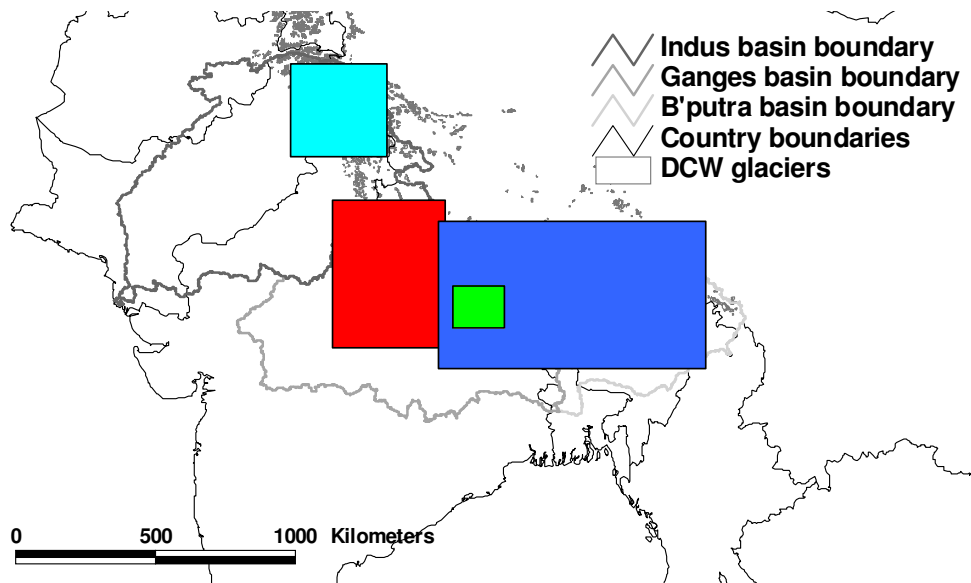 Indus basin boundary
Ganges basin boundary
B'putra basin boundary
Country boundaries
DCW glaciers
0 500 1000 Kilometers